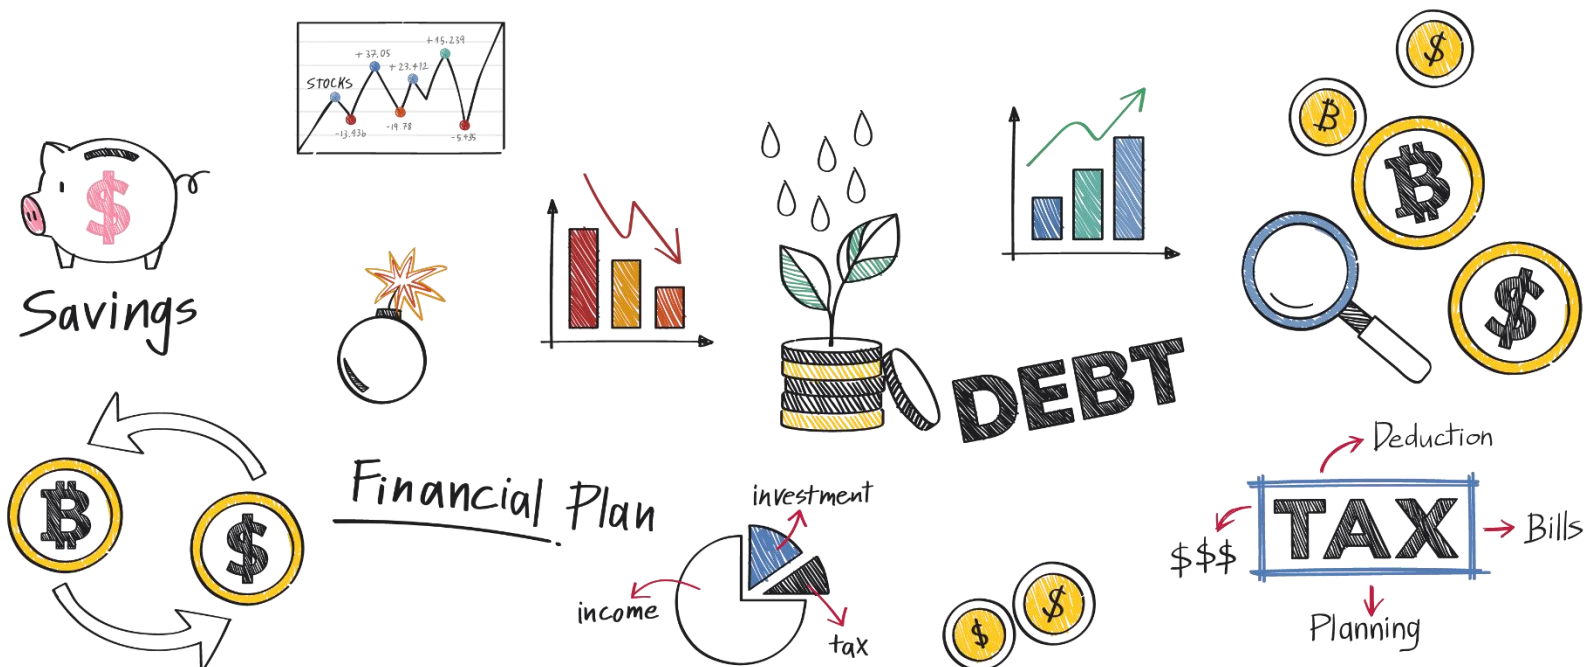 +15.239
+37.05
+23.412
STOCKS
-13.936
-19.78
-5.435
$
B
B
$
Savings
$
DEBT
Deduction
B
$
Financial Plan
investment
TAX
$$$
Bills
income
tax
$
$
Planning